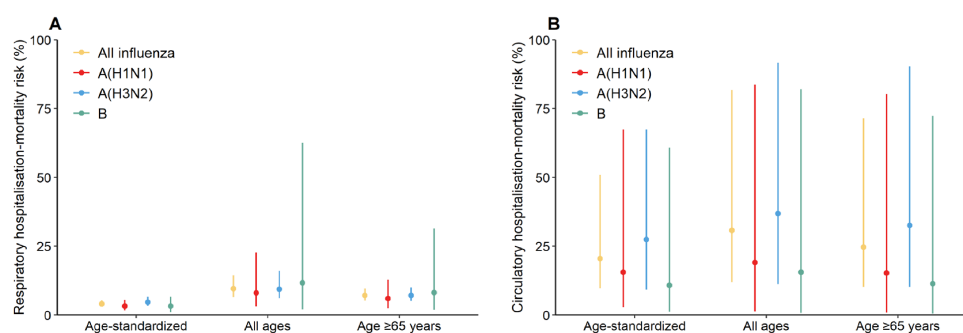 A
Respiratory hospitalisation-mortality risk (%)
100
75
50
25
0
All influenza
A(H1N1)
A(H3N2)
B
Age-standardized
All ages
Age ≥65 years
B
Circulatory hospitalisation-mortality risk (%)
100
75
50
25
0
All influenza
A(H1N1)
A(H3N2)
B
Age-standardized
All ages
Age ≥65 years